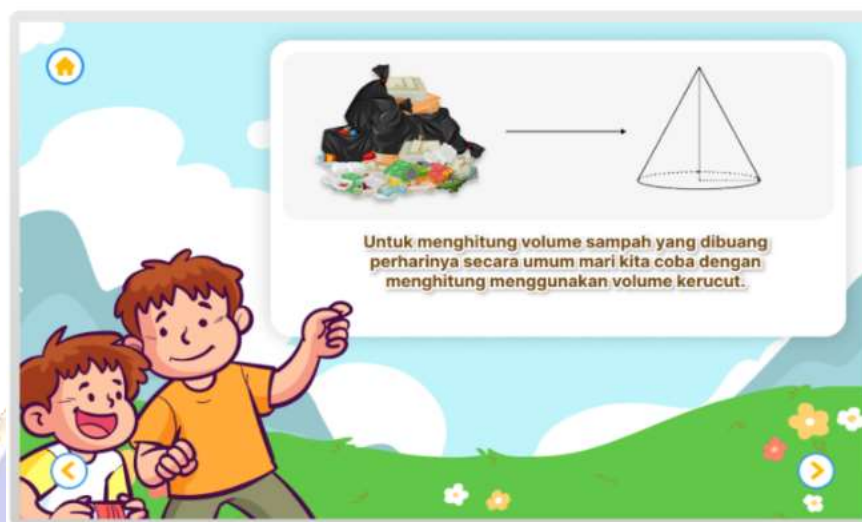 Untuk menghitung volume sampah yang dibuang
perharinya secara umum mari kita coba dengan
menghitung menggunakan volume kerucut.